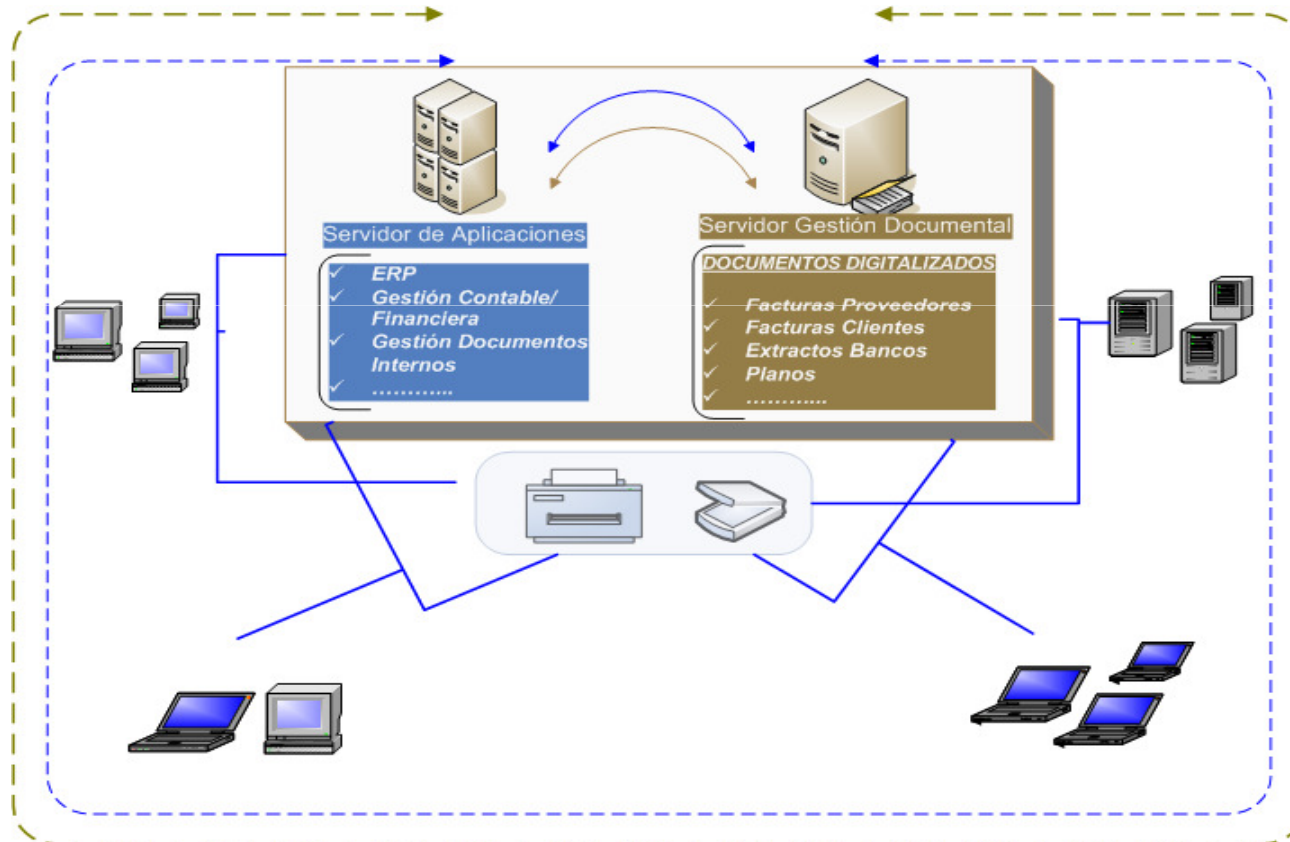 Servidor de Aplicaciones
✓ ERP
✓ Gestión Contable/
Financiera
✓ Gestión Documentos
Internos
✓ …………..
Servidor Gestión Documental
DOCUMENTOS DIGITALIZADOS
✓ Facturas Proveedores
✓ Facturas Clientes
✓ Extractos Bancos
✓ Planos
✓ …………..